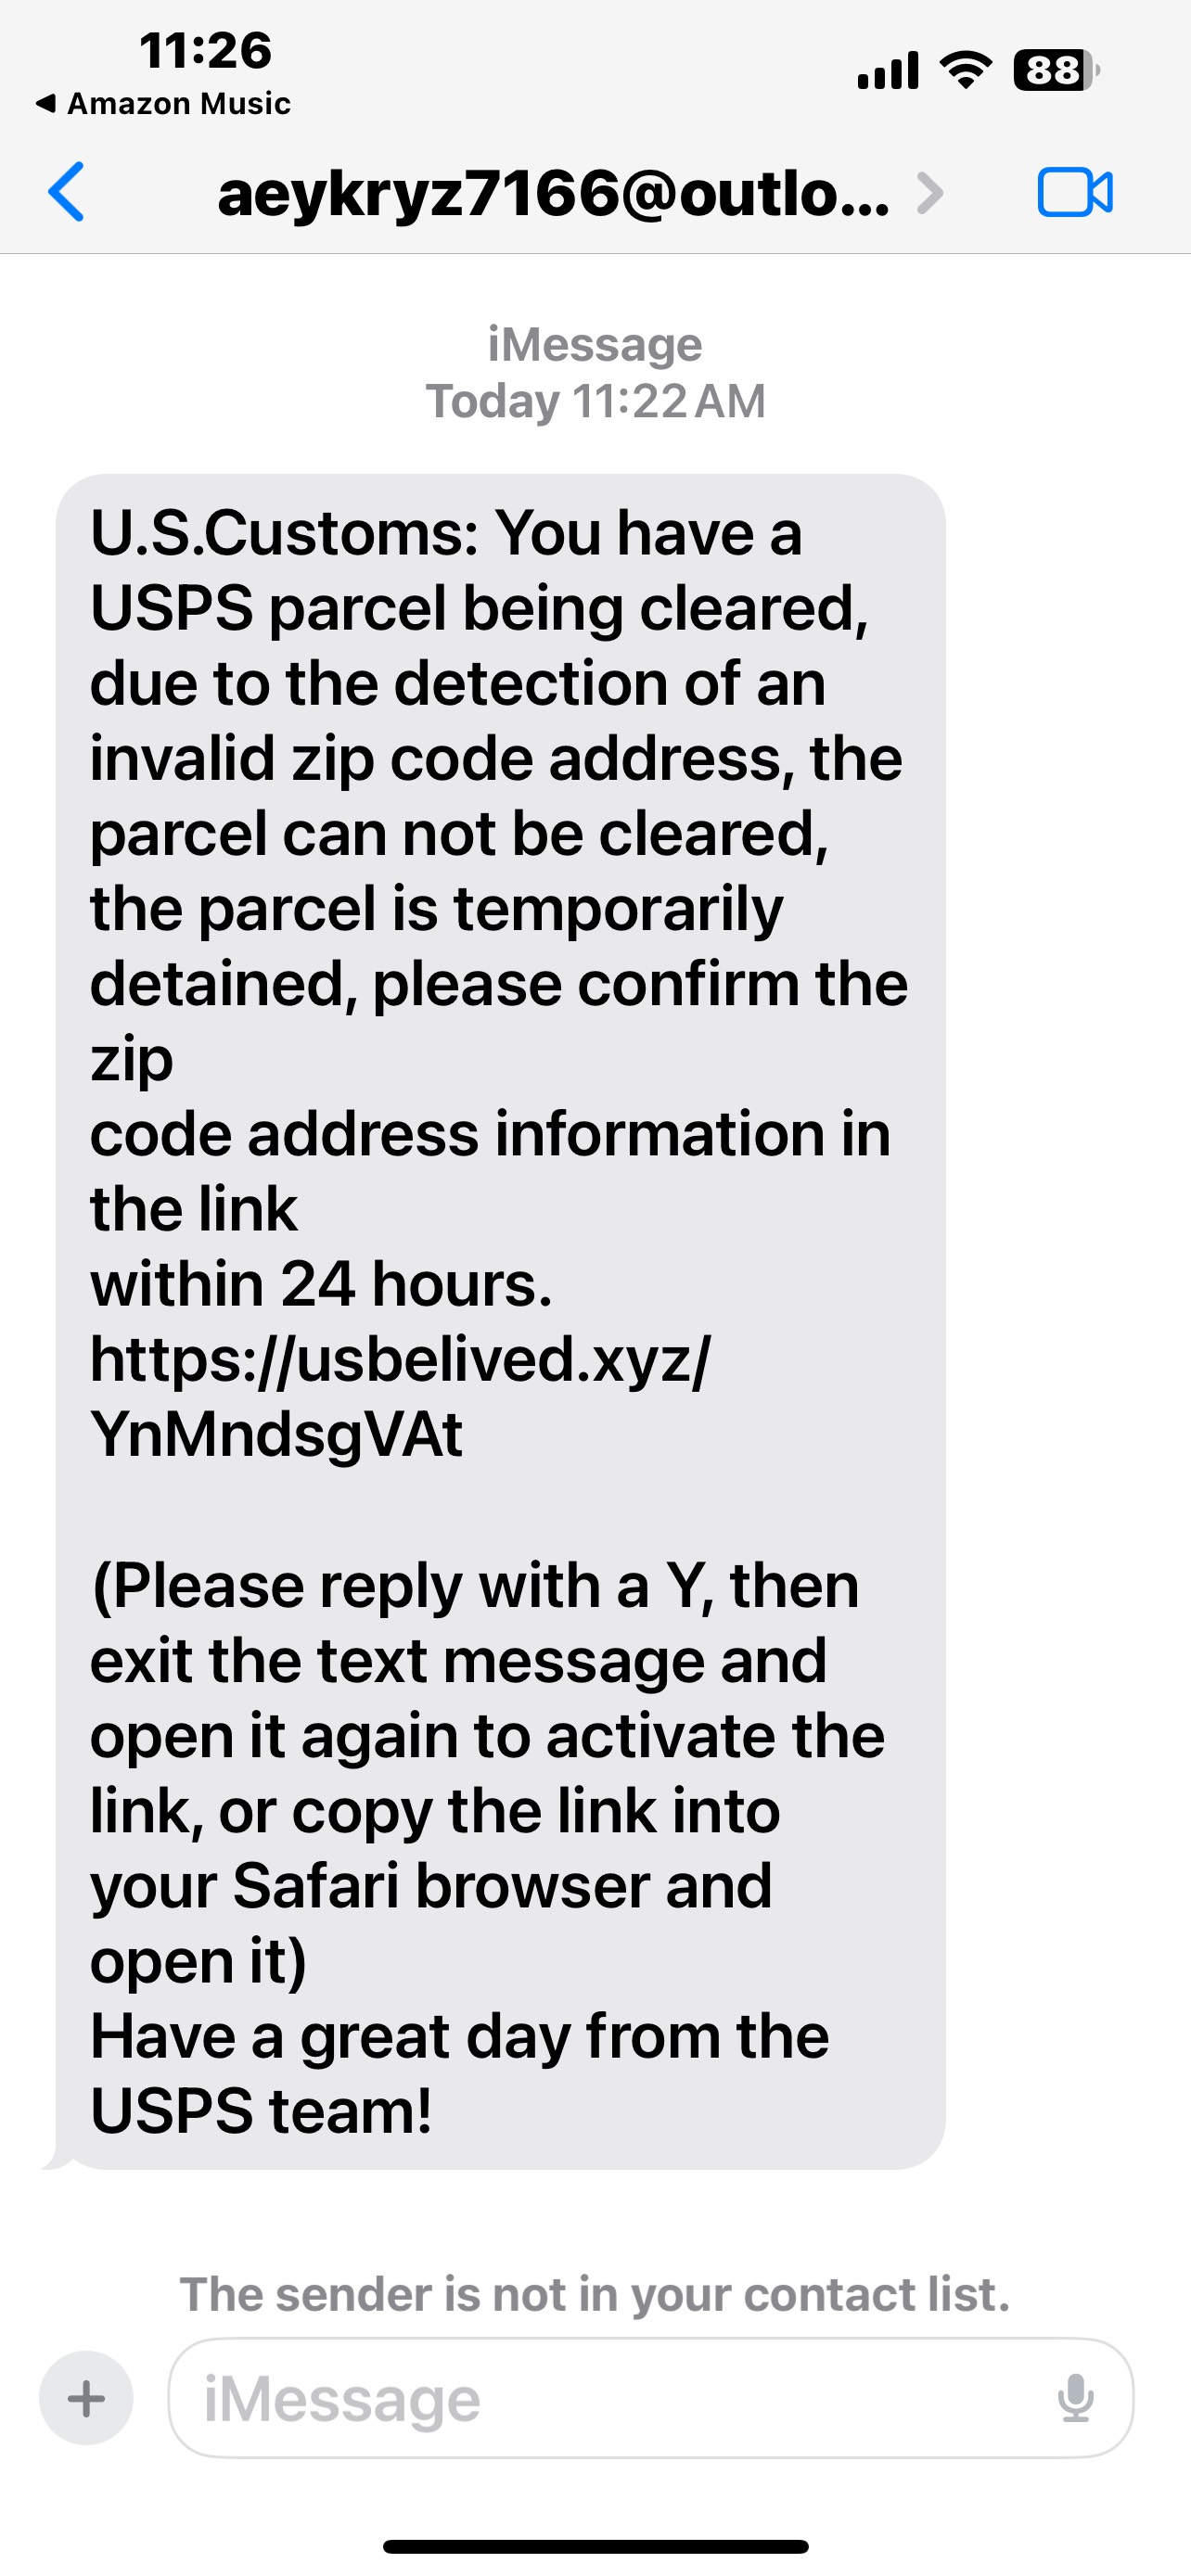 11:26
88
◀ Amazon Music
aeykryz7166@outlo...
iMessage
Today 11:22 AM
U.S.Customs: You have a
USPS parcel being cleared,
due to the detection of an
invalid zip code address, the
parcel can not be cleared,
the parcel is temporarily
detained, please confirm the
zip
code address information in
the link
within 24 hours.
https://usbelived.xyz/
YnMndsgVAt
(Please reply with a Y, then
exit the text message and
open it again to activate the
link, or copy the link into
your Safari browser and
open it)
Have a great day from the
USPS team!
The sender is not in your contact list.
iMessage